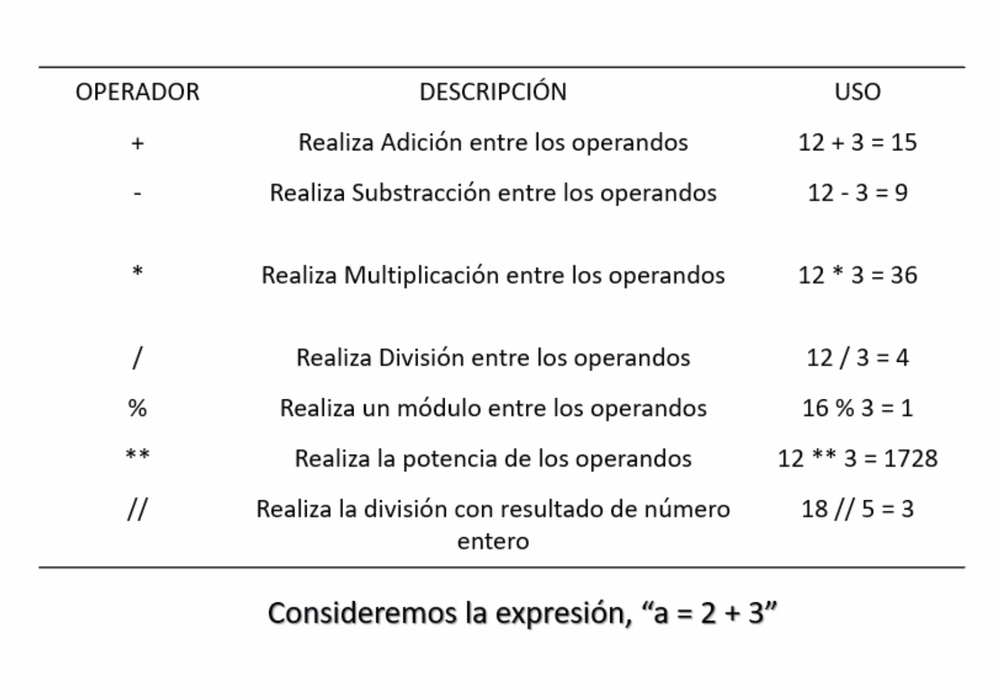 OPERADOR DESCRIPCIÓN USO
+ Realiza Adición entre los operandos 12 + 3 = 15
- Realiza Substracción entre los operandos 12 - 3 = 9
* Realiza Multiplicación entre los operandos 12 * 3 = 36
/ Realiza División entre los operandos 12 / 3 = 4
% Realiza un módulo entre los operandos 16 % 3 = 1
** Realiza la potencia de los operandos 12 ** 3 = 1728
// Realiza la división con resultado de número 18 // 5 = 3
entero
Consideremos la expresión, “a = 2 + 3”